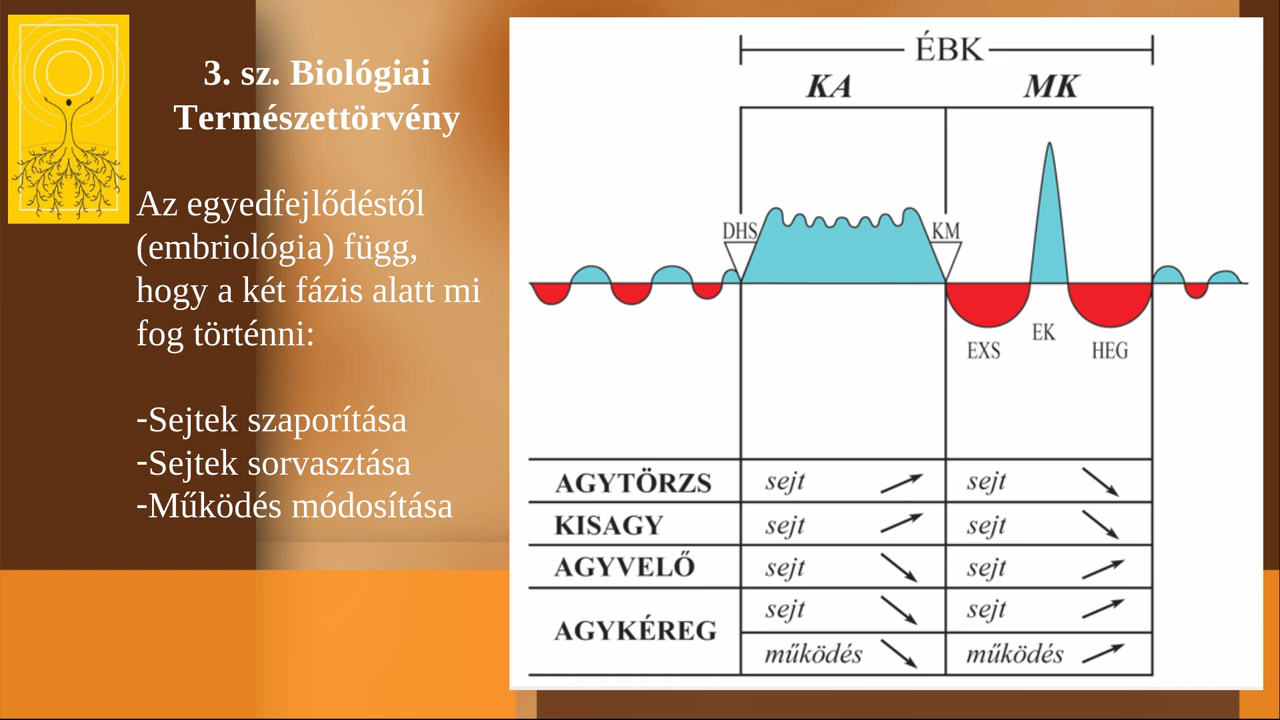 3. sz. Biológiai
Természettörvény
Az egyedfejlődéstől
(embriológia) függ,
hogy a két fázis alatt mi
fog történni:
-Sejtek szaporítása
-Sejtek sorvasztása
-Működés módosítása
ÉBK
KA MK
DHS KM
EXS EK HEG
AGYTÖRZS sejt sejt
KISAGY sejt sejt
AGYVELŐ sejt sejt
AGYKÉREG sejt sejt
működés működés